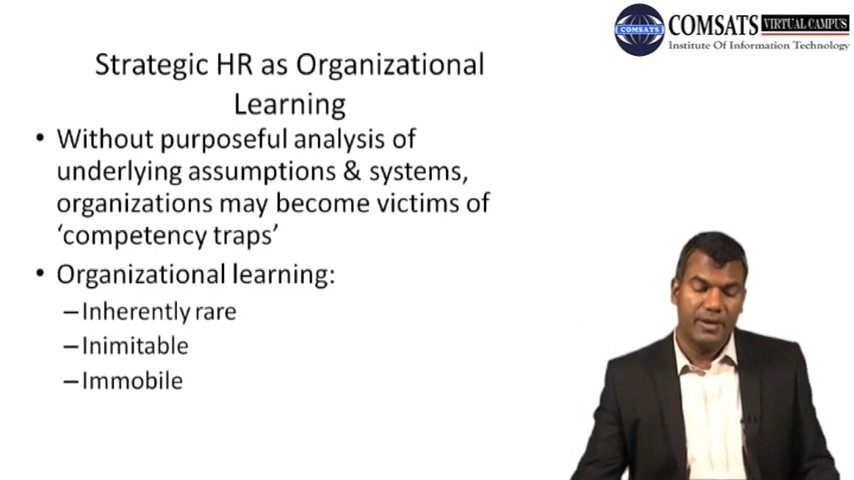 COMSATS
COMSATS VIRTUAL CAMPUS
Institute Of Information Technology
Strategic HR as Organizational
Learning
• Without purposeful analysis of
underlying assumptions & systems,
organizations may become victims of
‘competency traps’
• Organizational learning:
–Inherently rare
–Inimitable
–Immobile